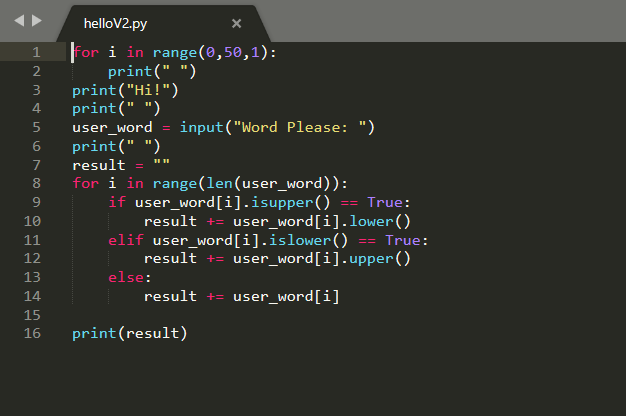 helloV2.py
1 for i in range(0,50,1):
2     print(" ")
3 print("Hi!")
4 print(" ")
5 user_word = input("Word Please: ")
6 print(" ")
7 result = ""
8 for i in range(len(user_word)):
9     if user_word[i].isupper() == True:
10         result += user_word[i].lower()
11     elif user_word[i].islower() == True:
12         result += user_word[i].upper()
13     else:
14         result += user_word[i]
15
16 print(result)